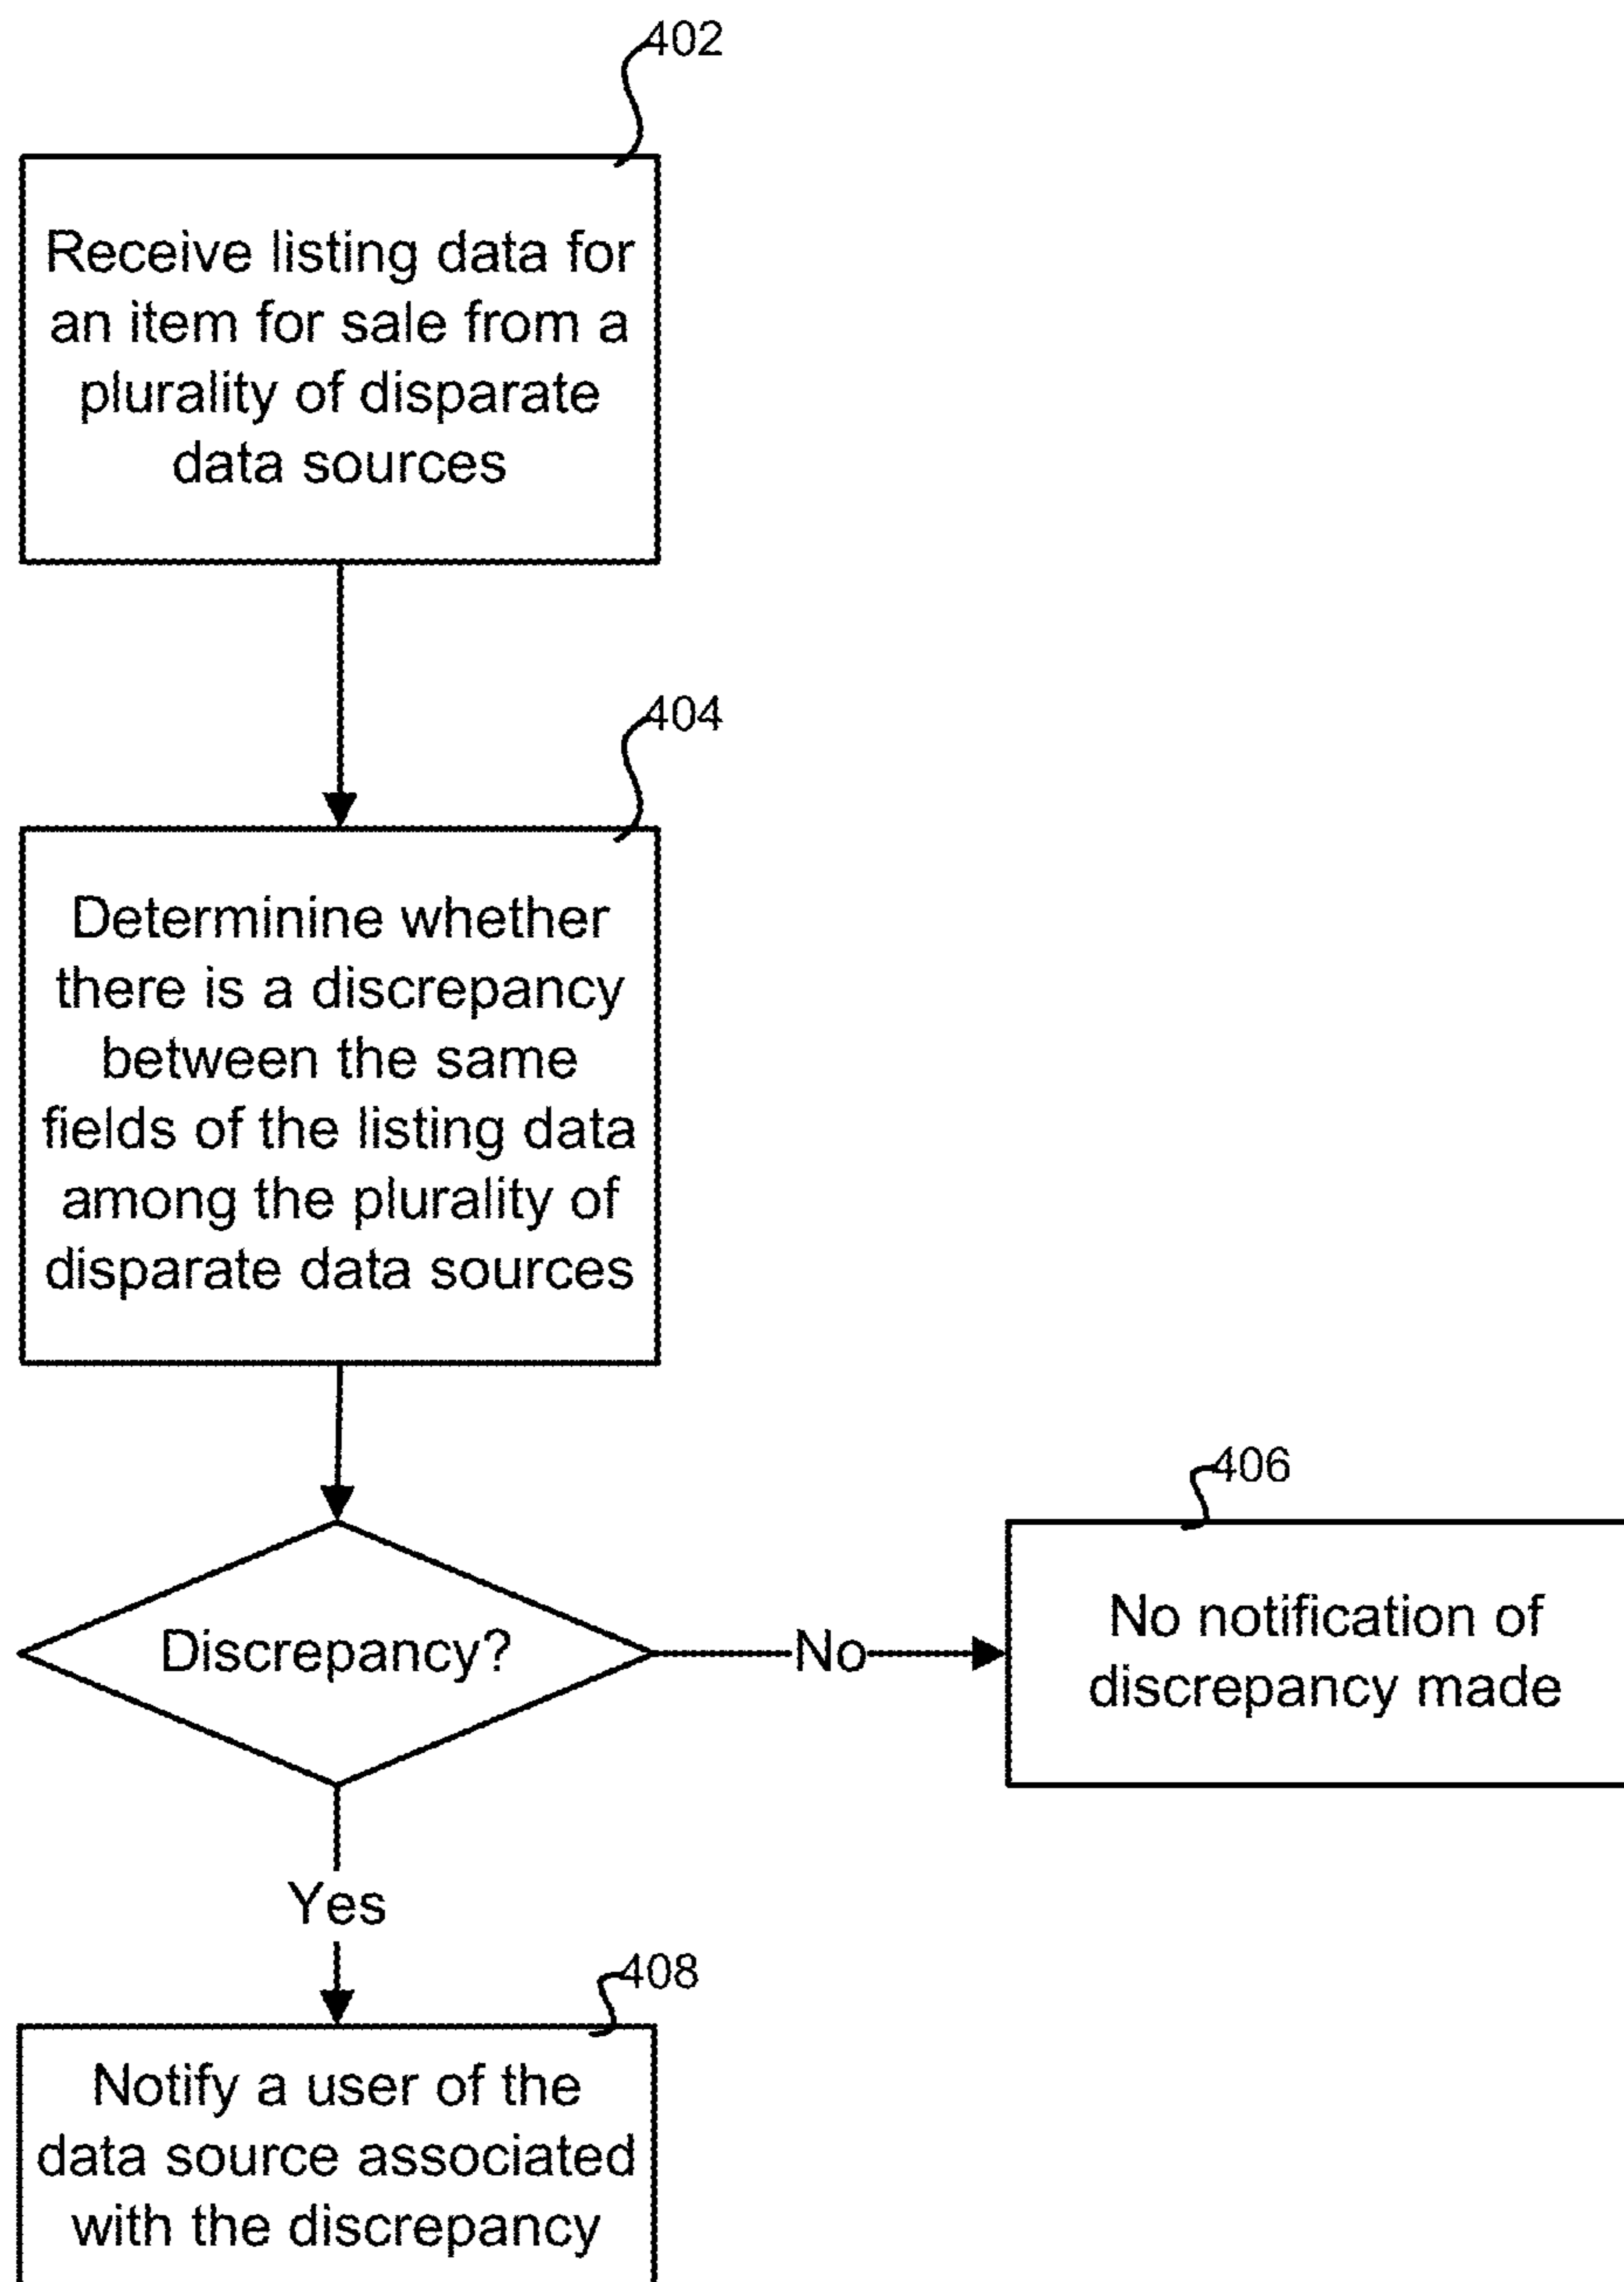 402
Receive listing data for
an item for sale from a
plurality of disparate
data sources
404
Determinine whether
there is a discrepancy
between the same
fields of the listing data
among the plurality of
disparate data sources
Discrepancy?
No
406
No notification of
discrepancy made
Yes
408
Notify a user of the
data source associated
with the discrepancy